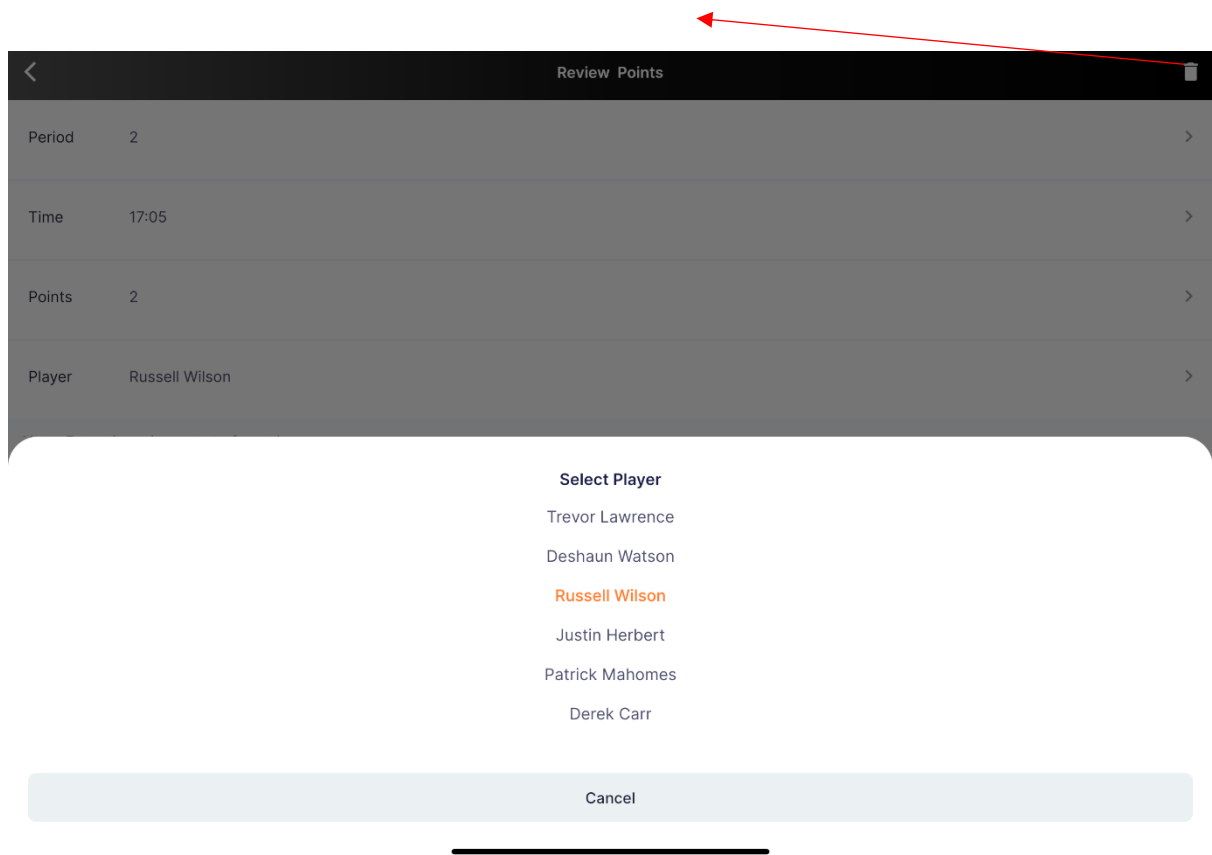 Review Points
Period 2
Time 17:05
Points 2
Player Russell Wilson
Select Player
Trevor Lawrence
Deshaun Watson
Russell Wilson
Justin Herbert
Patrick Mahomes
Derek Carr
Cancel